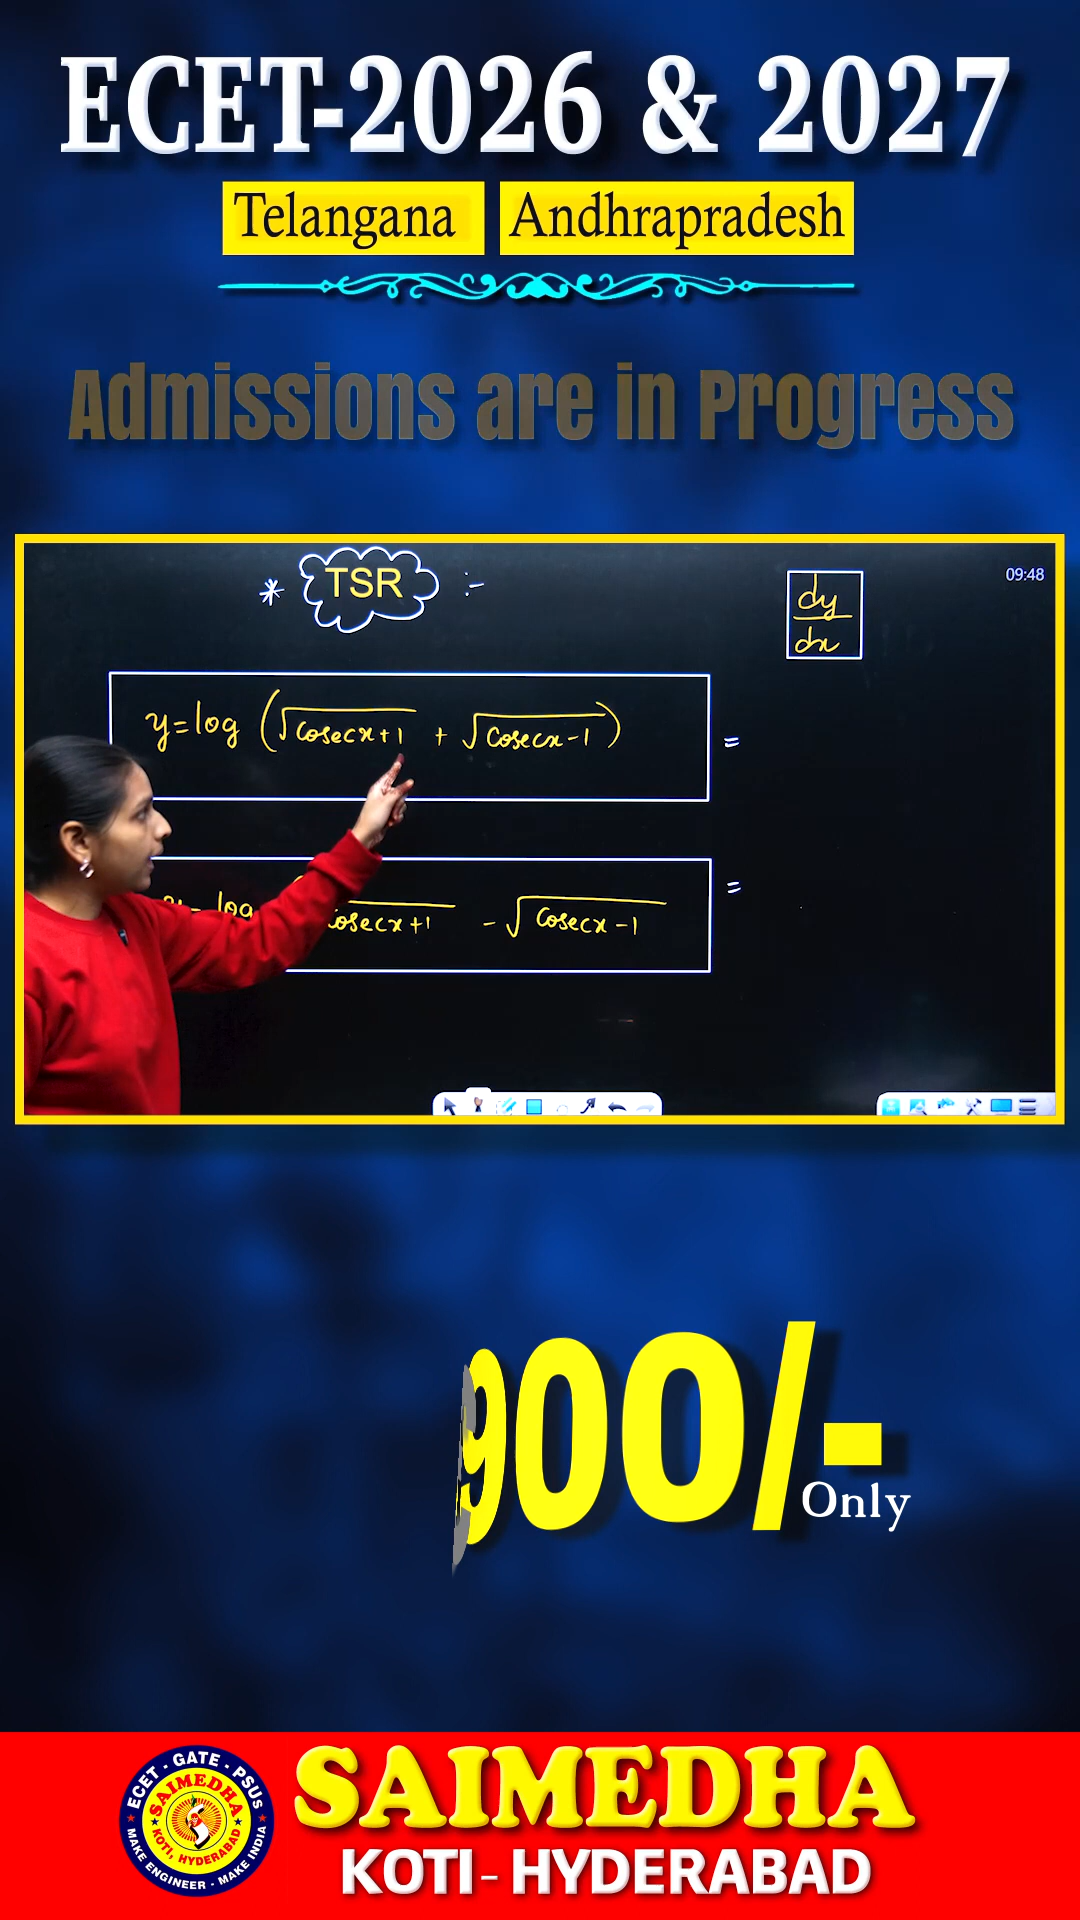 ECET-2026 & 2027
Telangana Andhrapradesh
Admissions are in Progress
* TSR :-
dy/dx
09:48
y=log (√cosecx+1 + √cosecx-1) =
log cosecx+1 - √cosecx-1 =
900/-
Only
ECET - GATE - PSUS
SAIMEDHA
KOTI, HYDERABAD
MAKE ENGINEER - MAKE INDIA
SAIMEDHA
KOTI - HYDERABAD